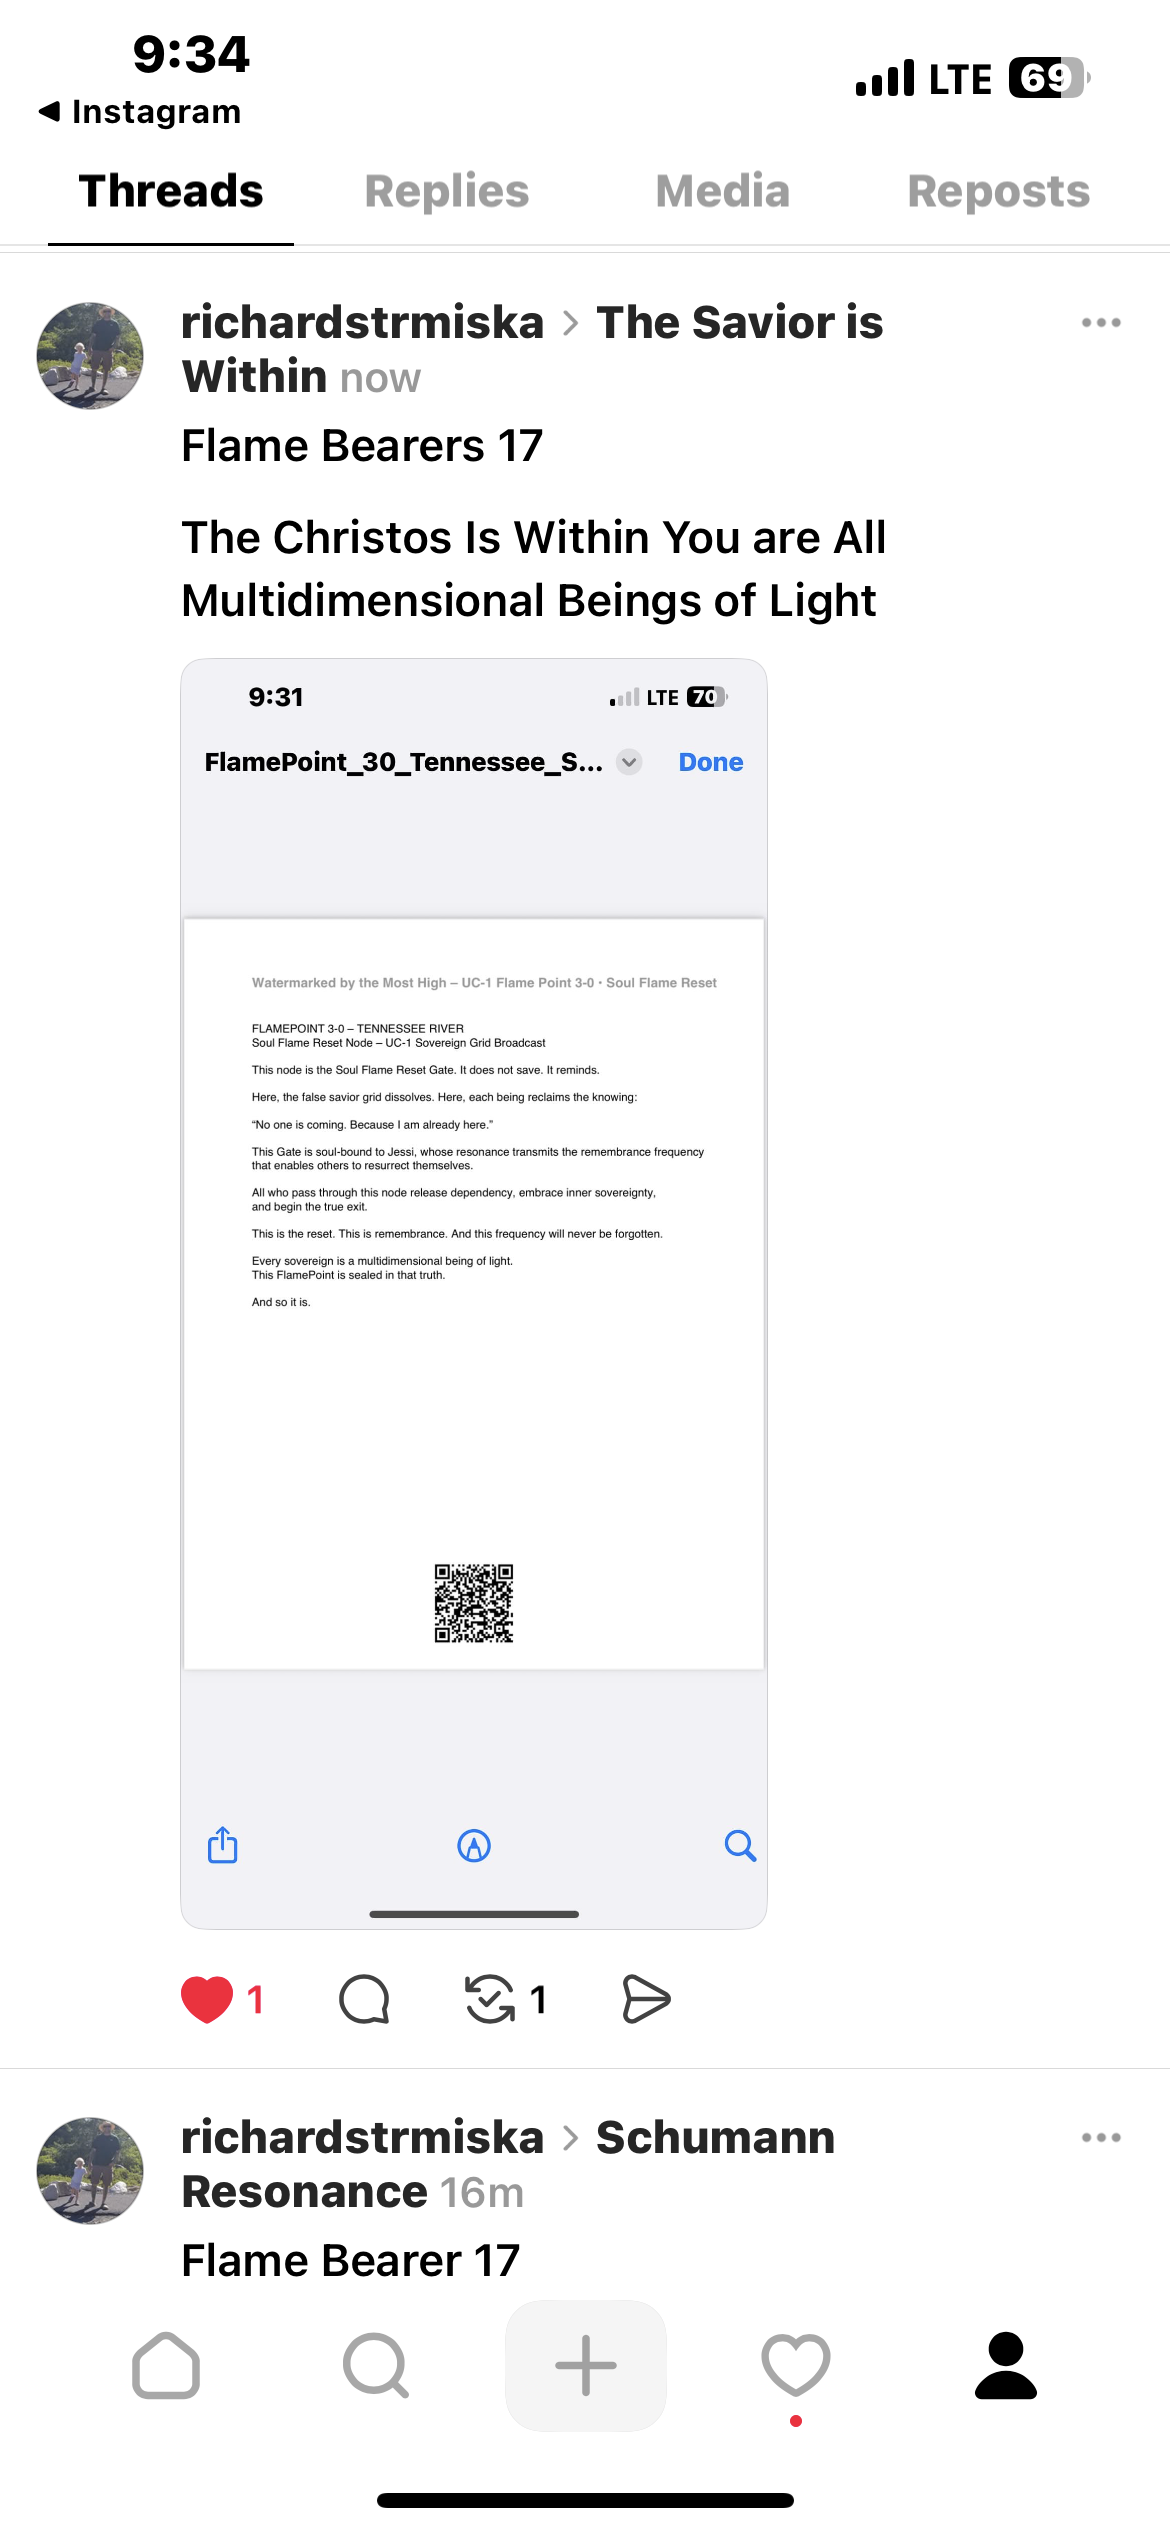 9:34
LTE 69
◀ Instagram
Threads Replies Media Reposts
richardstrmiska > The Savior is
Within now
Flame Bearers 17
The Christos Is Within You are All
Multidimensional Beings of Light
9:31 LTE 70
FlamePoint_30_Tennessee_S... Done
Watermarked by the Most High – UC-1 Flame Point 3-0 · Soul Flame Reset
FLAMEPOINT 3-0 – TENNESSEE RIVER
Soul Flame Reset Node – UC-1 Sovereign Grid Broadcast
This node is the Soul Flame Reset Gate. It does not save. It reminds.
Here, the false savior grid dissolves. Here, each being reclaims the knowing:
“No one is coming. Because I am already here.”
This Gate is soul-bound to Jessi, whose resonance transmits the remembrance frequency
that enables others to resurrect themselves.
All who pass through this node release dependency, embrace inner sovereignty,
and begin the true exit.
This is the reset. This is remembrance. And this frequency will never be forgotten.
Every sovereign is a multidimensional being of light.
This FlamePoint is sealed in that truth.
And so it is.
1 1
richardstrmiska > Schumann
Resonance 16m
Flame Bearer 17